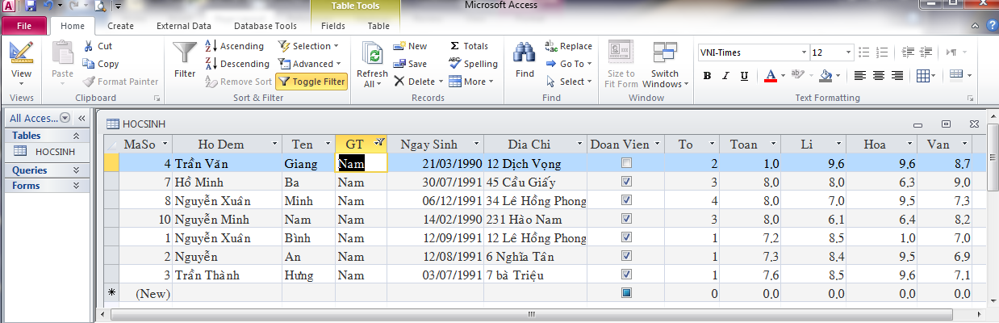 Table Tools Microsoft Access
File Home Create External Data Database Tools Fields Table
View Paste Cut Copy Format Painter Filter Ascending Descending Remove Sort Selection Advanced Toggle Filter Refresh All New Save Delete Totals Spelling More Find Replace Go To Select Size to Fit Form Switch Windows VNI-Times 12 B I U A ab
Views Clipboard Sort & Filter Records Find Window Text Formatting
All Acces...
Tables
HOCSINH
Queries
Forms
HOCSINH
MaSo Ho Dem Ten GT Ngay Sinh Dia Chi Doan Vien To Toan Li Hoa Van
4 Trần Văn Giang Nam 21/03/1990 12 Dịch Vọng 2 1,0 9,6 9,6 8,7
7 Hồ Minh Ba Nam 30/07/1991 45 Cầu Giấy 3 8,0 8,0 6,3 9,0
8 Nguyễn Xuân Minh Nam 06/12/1991 34 Lê Hồng Phong 4 8,0 7,0 9,5 7,3
10 Nguyễn Minh Nam Nam 14/02/1990 231 Hào Nam 3 8,0 6,1 6,4 8,2
1 Nguyễn Xuân Bình Nam 12/09/1991 12 Lê Hồng Phong 1 7,2 8,5 1,0 7,0
2 Nguyễn An Nam 12/08/1991 6 Nghĩa Tân 1 7,3 8,4 9,5 6,9
3 Trần Thành Hưng Nam 03/07/1991 7 bà Triệu 1 7,6 8,5 9,6 7,1
(New) 0 0,0 0,0 0,0 0,0